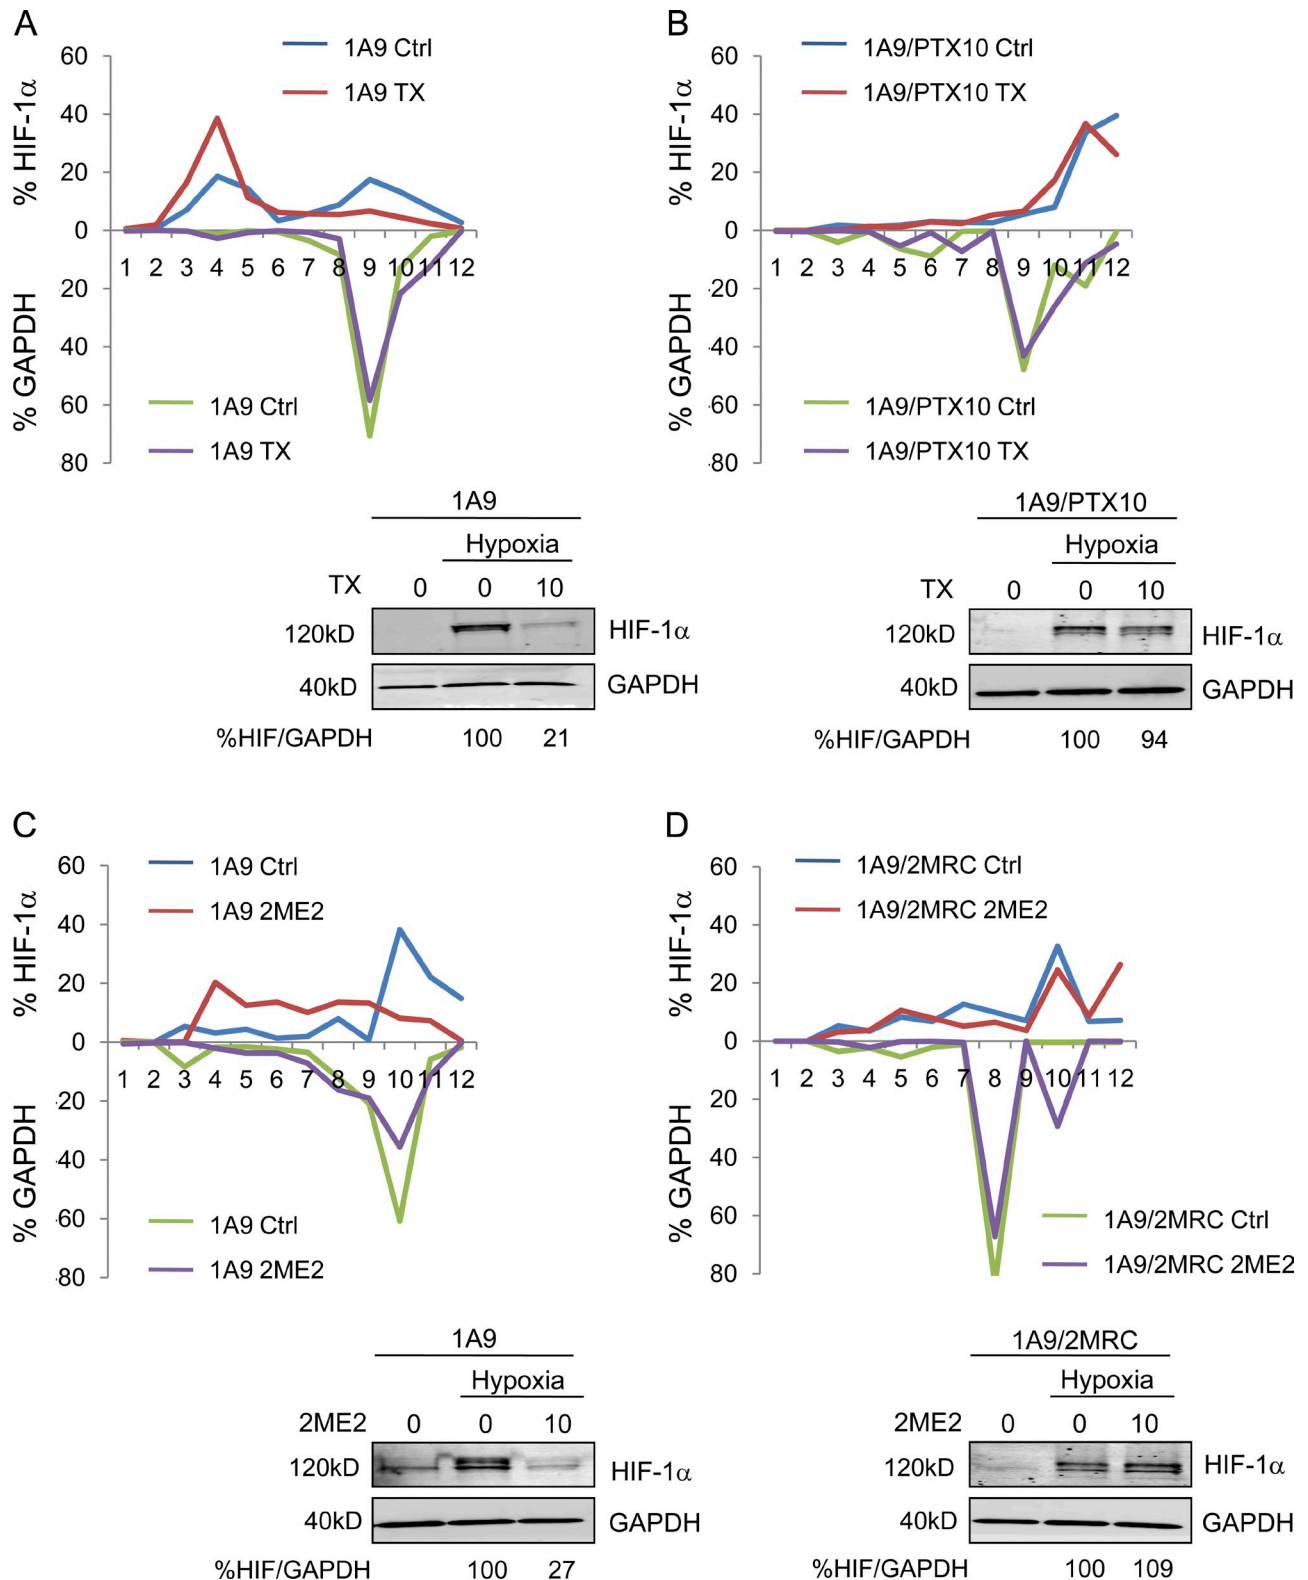 A
60
40
20
0
20
40
60
80
% HIF-1α
% GAPDH
1A9 Ctrl
1A9 TX
1 2 3 4 5 6 7 8 9 10 11 12
1A9 Ctrl
1A9 TX
1A9
Hypoxia
TX 0 0 10
120kD HIF-1α
40kD GAPDH
%HIF/GAPDH 100 21
B
60
40
20
0
20
40
60
80
% HIF-1α
% GAPDH
1A9/PTX10 Ctrl
1A9/PTX10 TX
1 2 3 4 5 6 7 8 9 10 11 12
1A9/PTX10 Ctrl
1A9/PTX10 TX
1A9/PTX10
Hypoxia
TX 0 0 10
120kD HIF-1α
40kD GAPDH
%HIF/GAPDH 100 94
C
60
40
20
0
20
40
60
80
% HIF-1α
% GAPDH
1A9 Ctrl
1A9 2ME2
1 2 3 4 5 6 7 8 9 10 11 12
1A9 Ctrl
1A9 2ME2
1A9
Hypoxia
2ME2 0 0 10
120kD HIF-1α
40kD GAPDH
%HIF/GAPDH 100 27
D
60
40
20
0
20
40
60
80
% HIF-1α
% GAPDH
1A9/2MRC Ctrl
1A9/2MRC 2ME2
1 2 3 4 5 6 7 8 9 10 11 12
1A9/2MRC Ctrl
1A9/2MRC 2ME2
1A9/2MRC
Hypoxia
2ME2 0 0 10
120kD HIF-1α
40kD GAPDH
%HIF/GAPDH 100 109